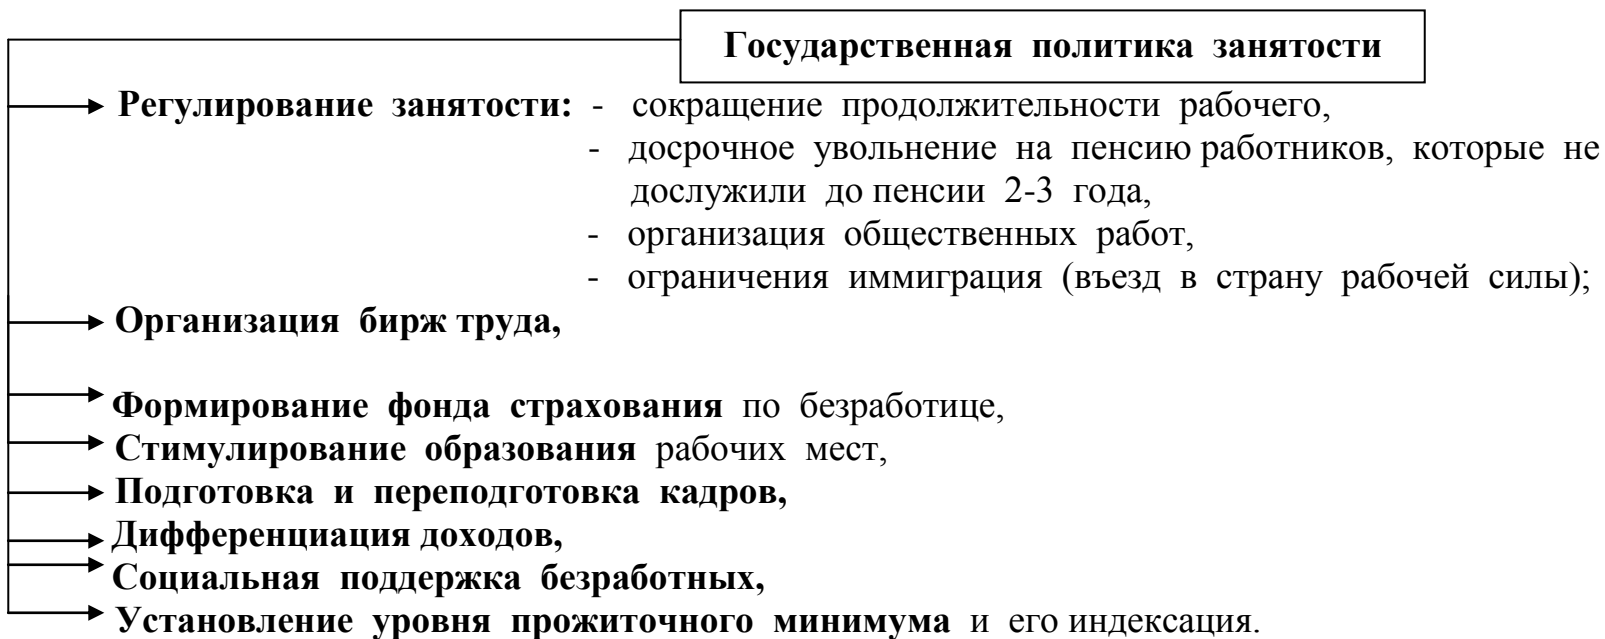 Государственная политика занятости
Регулирование занятости: - сокращение продолжительности рабочего,
- досрочное увольнение на пенсию работников, которые не
дослужили до пенсии 2-3 года,
- организация общественных работ,
- ограничения иммиграция (въезд в страну рабочей силы);
Организация бирж труда,
Формирование фонда страхования по безработице,
Стимулирование образования рабочих мест,
Подготовка и переподготовка кадров,
Дифференциация доходов,
Социальная поддержка безработных,
Установление уровня прожиточного минимума и его индексация.